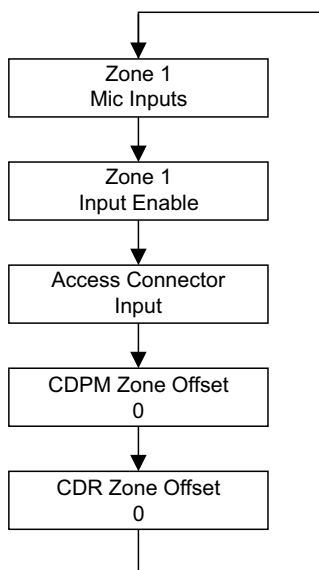 Zone 1
Mic Inputs
Zone 1
Input Enable
Access Connector
Input
CDPM Zone Offset
0
CDR Zone Offset
0